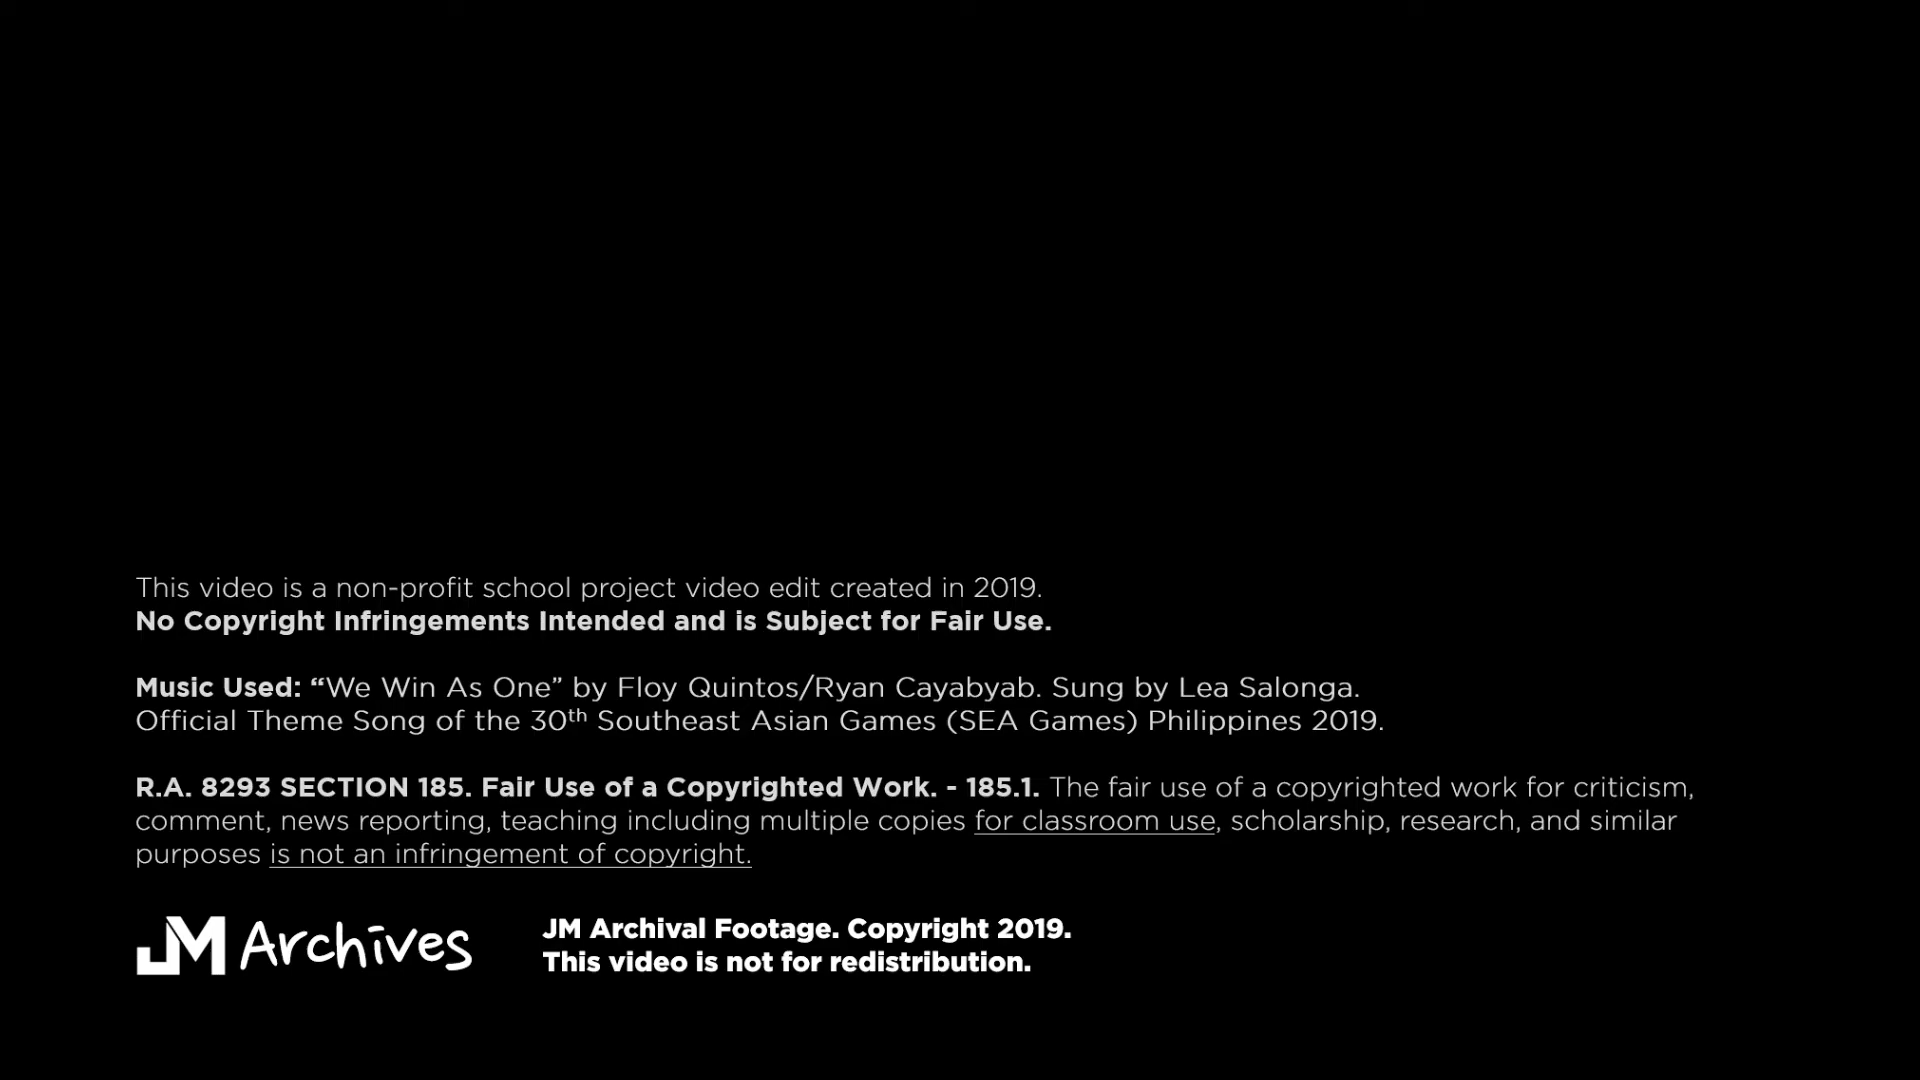 This video is a non-profit school project video edit created in 2019.
No Copyright Infringements Intended and is Subject for Fair Use.
Music Used: “We Win As One” by Floy Quintos/Ryan Cayabyab. Sung by Lea Salonga.
Official Theme Song of the 30th Southeast Asian Games (SEA Games) Philippines 2019.
R.A. 8293 SECTION 185. Fair Use of a Copyrighted Work. - 185.1. The fair use of a copyrighted work for criticism,
comment, news reporting, teaching including multiple copies for classroom use, scholarship, research, and similar
purposes is not an infringement of copyright.
JM Archives
JM Archival Footage. Copyright 2019.
This video is not for redistribution.